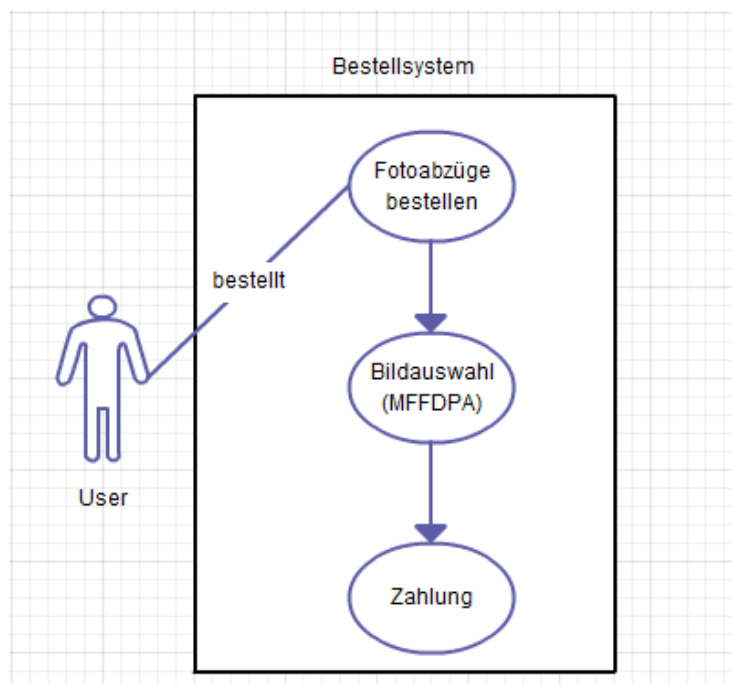 Bestellsystem
Fotoabzüge
bestellen
bestellt
Bildauswahl
(MFFDPA)
User
Zahlung